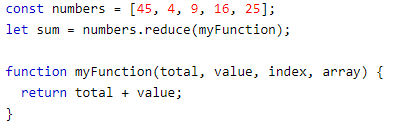 const numbers = [45, 4, 9, 16, 25];
let sum = numbers.reduce(myFunction);

function myFunction(total, value, index, array) {
  return total + value;
}